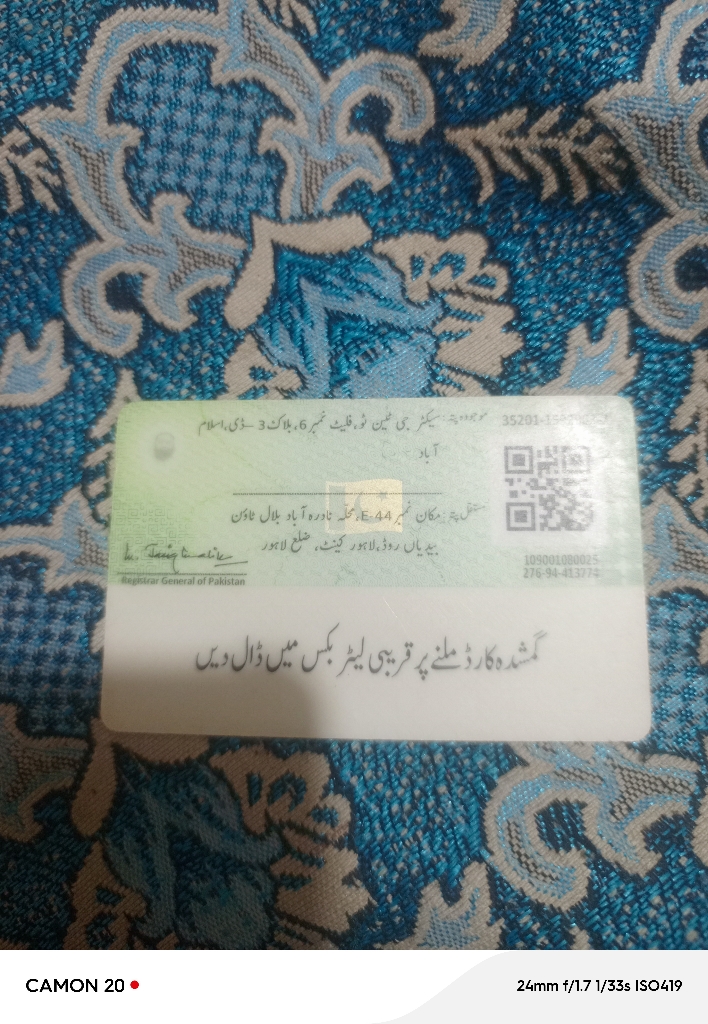 موجودہ پتہ: سیکٹر جی ٹین ٹو، فلیٹ نمبر 6، بلاک 3 –ڈی، اسلام
آباد
35201-
مستقل پتہ: مکان نمبر E-44، محلہ نادرہ آباد بلال ٹاؤن
بیدیاں روڈ، لاہور کینٹ، ضلع لاہور
Registrar General of Pakistan
109001080025
276-94-413774
گمشدہ کارڈ ملنے پر قریبی لیٹر بکس میں ڈال دیں
CAMON 20
24mm f/1.7 1/33s ISO419